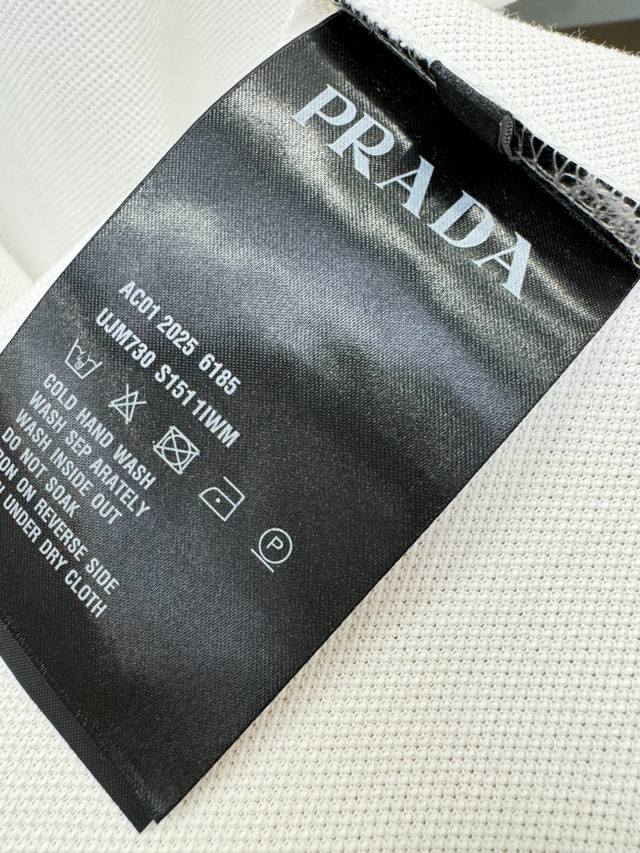 PRADA
AC01 2025 6185
UJM730 S151 1IWM
P
COLD HAND WASH
WASH SEP ARATELY
WASH INSIDE OUT
DO NOT SOAK
ON REVERSE SIDE
UNDER DRY CLOTH